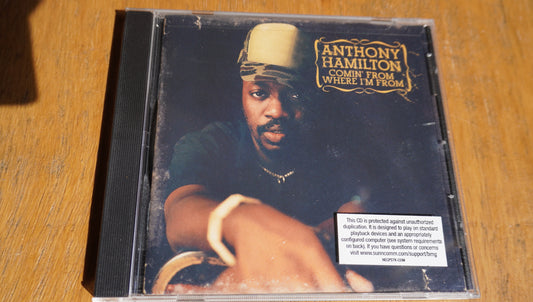 ANTHONY
HAMILTON
COMIN' FROM
WHERE I'M FROM
This CD is protected against unauthorized
duplication. It is designed to play on standard
playback devices and an appropriately
configured computer (see system requirements
on back). If you have questions or concerns
visit www.sunncomm.com/support/bmg